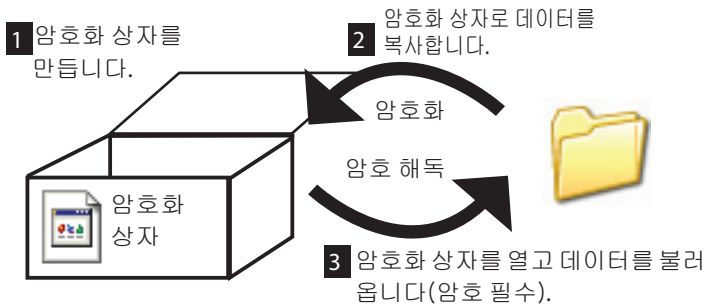 1 암호화 상자를
만듭니다.
2 암호화 상자로 데이터를
복사합니다.
암호화
암호 해독
암호화
상자
3 암호화 상자를 열고 데이터를 불러
옵니다(암호 필수).